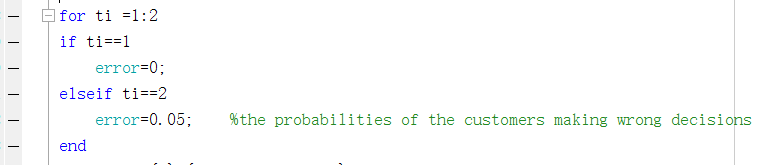 for ti =1:2
if ti==1
error=0;
elseif ti==2
error=0.05; %the probabilities of the customers making wrong decisions
end